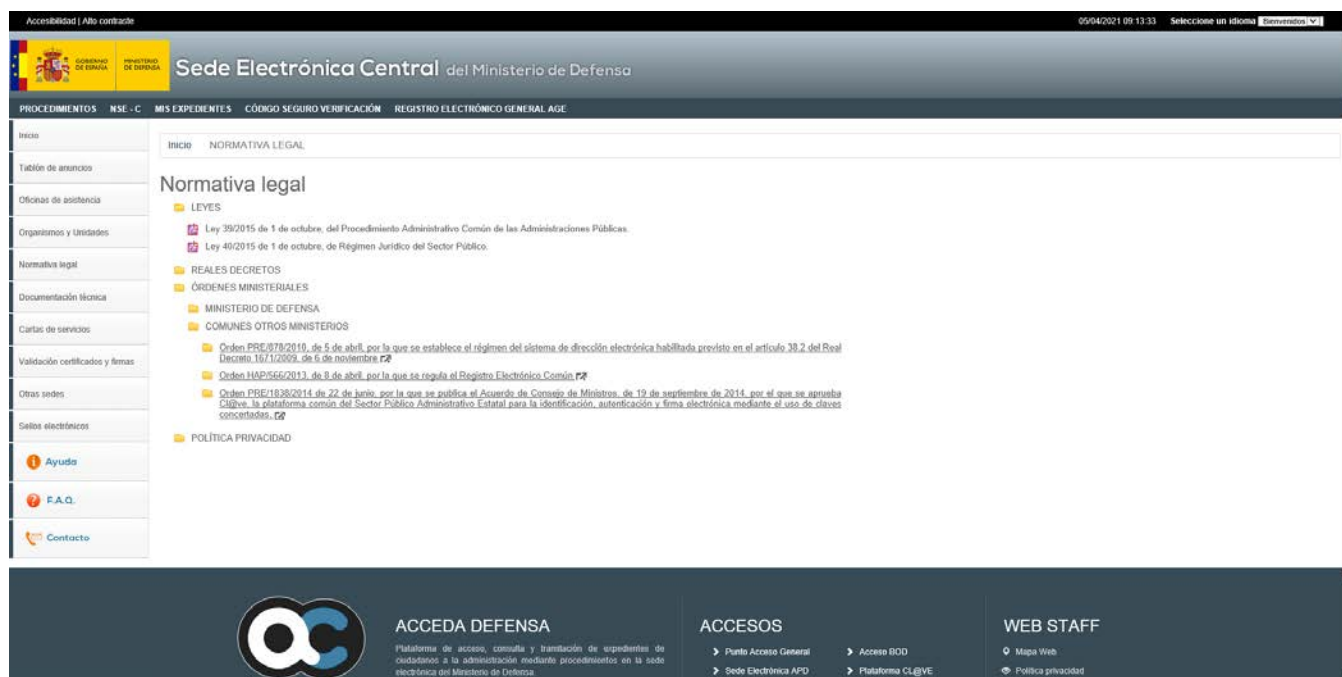 Accesibilidad | Alto contraste
05/04/2021 09:13:33 Seleccione un idioma Bienvenidos
GOBIERNO DE ESPAÑA
MINISTERIO DE DEFENSA
Sede Electrónica Central del Ministerio de Defensa
PROCEDIMIENTOS NSE - C MIS EXPEDIENTES CÓDIGO SEGURO VERIFICACIÓN REGISTRO ELECTRÓNICO GENERAL AGE
Inicio
Tablón de anuncios
Oficinas de asistencia
Organismos y Unidades
Normativa legal
Documentación técnica
Cartas de servicios
Validación certificados y firmas
Otras sedes
Sellos electrónicos
Ayuda
F.A.Q.
Contacto
Inicio NORMATIVA LEGAL
Normativa legal
LEYES
Ley 39/2015 de 1 de octubre, del Procedimiento Administrativo Común de las Administraciones Públicas.
Ley 40/2015 de 1 de octubre, de Régimen Jurídico del Sector Público.
REALES DECRETOS
ÓRDENES MINISTERIALES
MINISTERIO DE DEFENSA
COMUNES OTROS MINISTERIOS
Orden PRE/878/2010, de 5 de abril, por la que se establece el régimen del sistema de dirección electrónica habilitada previsto en el artículo 38.2 del Real
Decreto 1671/2009, de 6 de noviembre
Orden HAP/566/2013, de 8 de abril, por la que se regula el Registro Electrónico Común
Orden PRE/1838/2014 de 22 de junio, por la que se publica el Acuerdo de Consejo de Ministros, de 19 de septiembre de 2014, por el que se aprueba
Cl@ve, la plataforma común del Sector Público Administrativo Estatal para la identificación, autenticación y firma electrónica mediante el uso de claves
concertadas.
POLÍTICA PRIVACIDAD
ACCEDA DEFENSA
Plataforma de acceso, consulta y tramitación de expedientes de
ciudadanos a la administración mediante procedimientos en la sede
electrónica del Ministerio de Defensa.
ACCESOS
Punto Acceso General
Acceso BOD
Sede Electrónica APD
Plataforma CL@VE
WEB STAFF
Mapa Web
Política privacidad